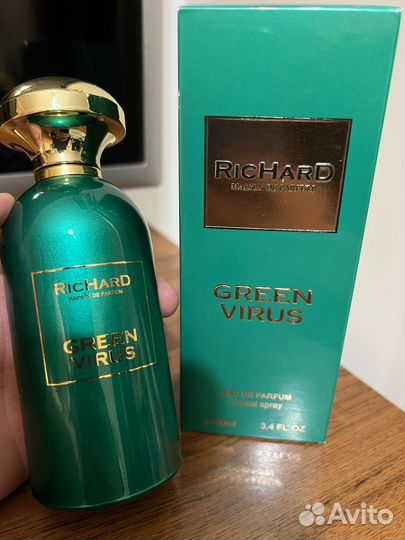 RICHARD
MAISON DE PARFUM
GREEN
VIRUS
RICHARD
MAISON DE PARFUM
GREEN
VIRUS
EAU DE PARFUM
natural spray
100ml 3.4 FL OZ
Avito